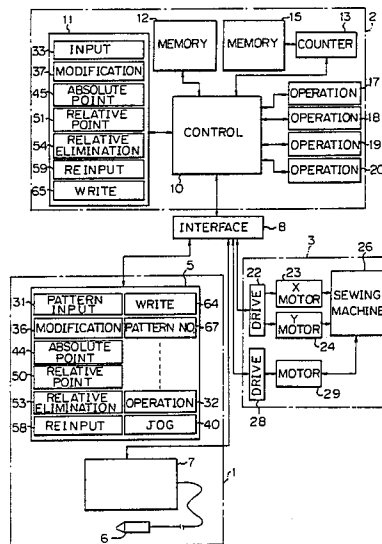 11
12
15
13
2
33
INPUT
37
MODIFICATION
45
ABSOLUTE
POINT
51
RELATIVE
POINT
54
RELATIVE
ELIMINATION
59
REINPUT
65
WRITE
MEMORY
MEMORY
COUNTER
CONTROL
10
17
OPERATION
OPERATION
18
OPERATION
19
OPERATION
20
INTERFACE
8
5
31
PATTERN
INPUT
WRITE
64
36
MODIFICATION
PATTERN NO.
67
44
ABSOLUTE
POINT
50
RELATIVE
POINT
53
RELATIVE
ELIMINATION
OPERATION
32
58
REINPUT
JOG
40
7
6
1
3
22
23
26
DRIVE
X
MOTOR
Y
MOTOR
24
SEWING
MACHINE
DRIVE
28
MOTOR
29